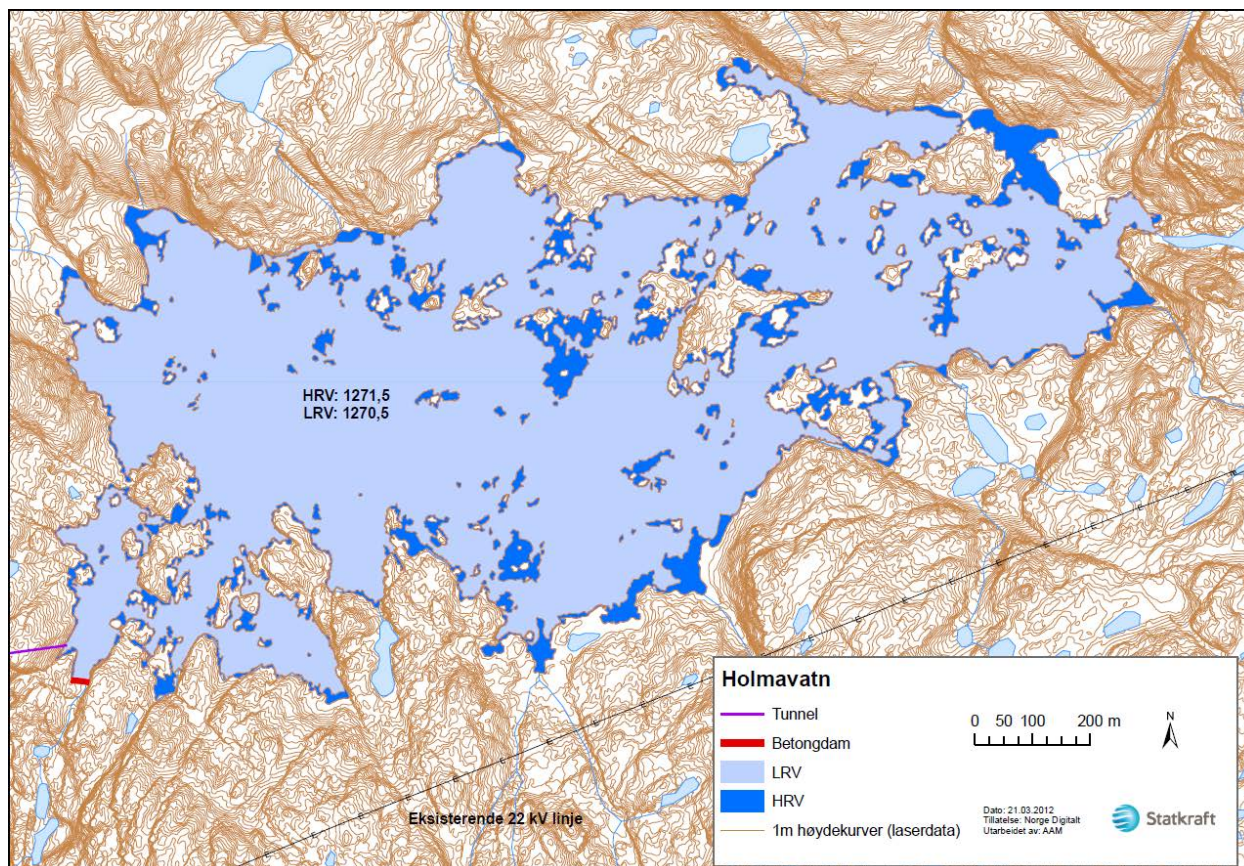 HRV: 1271,5
LRV: 1270,5
Eksisterende 22 kV linje
Holmavatn
Tunnel
Betongdam
LRV
HRV
1m høydekurver (laserdata)
0 50 100 200 m
N
Dato: 21.03.2012
Tillatelse: Norge Digitalt
Utarbeidet av: AAM
Statkraft